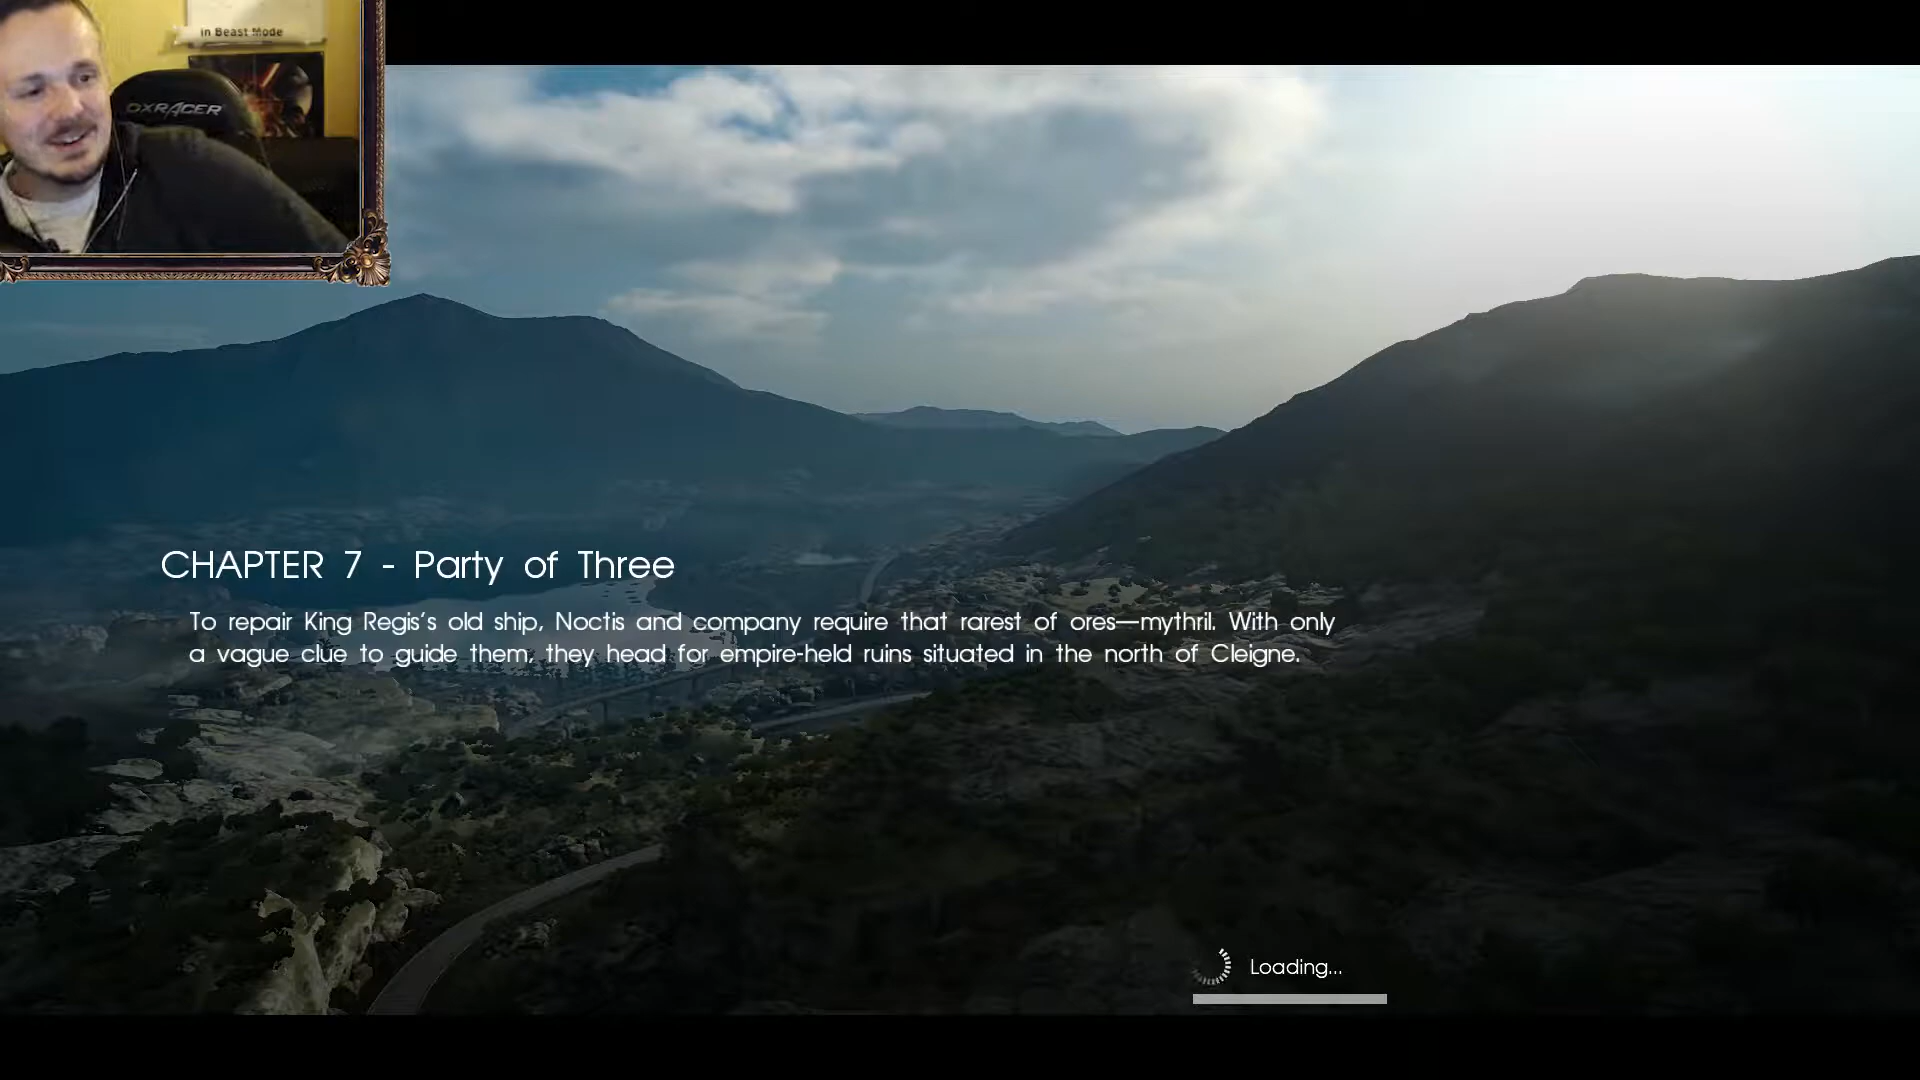 in Beast Mode
DXRACER
CHAPTER 7 - Party of Three
To repair King Regis's old ship, Noctis and company require that rarest of ores—mythril. With only
a vague clue to guide them, they head for empire-held ruins situated in the north of Cleigne.
Loading...